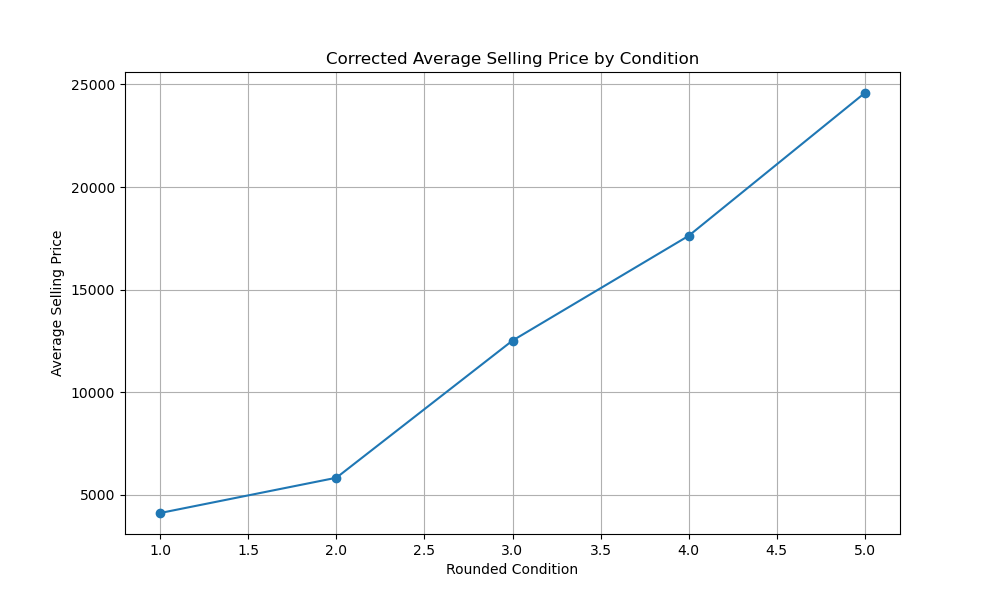 Corrected Average Selling Price by Condition
Average Selling Price
25000
20000
15000
10000
5000
1.0 1.5 2.0 2.5 3.0 3.5 4.0 4.5 5.0
Rounded Condition